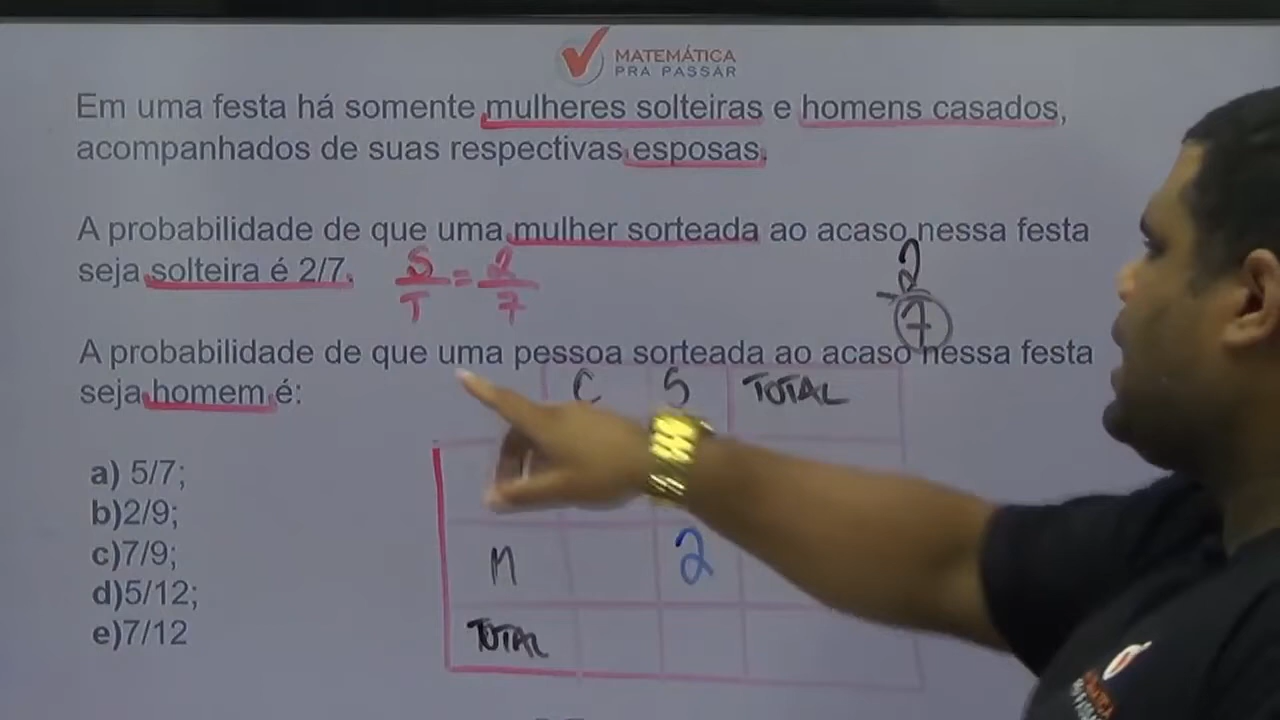 MATEMÁTICA
PRA PASSAR
Em uma festa há somente mulheres solteiras e homens casados,
acompanhados de suas respectivas esposas.
A probabilidade de que uma mulher sorteada ao acaso nessa festa
seja solteira é 2/7.
S/T = 2/7
2/7
A probabilidade de que uma pessoa sorteada ao acaso nessa festa
seja homem é:
C S TOTAL
a) 5/7;
b)2/9;
c)7/9;
d)5/12;
e)7/12
M 2
TOTAL